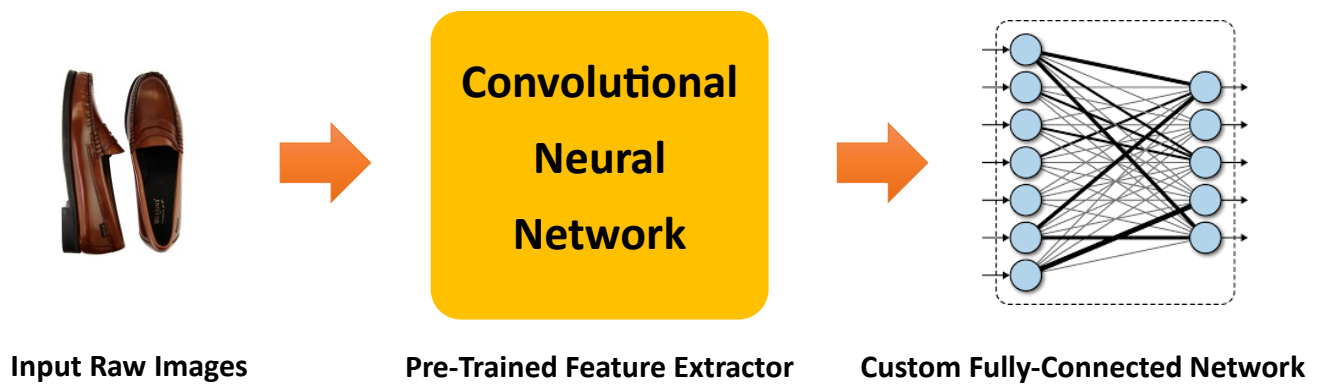 Convolutional
Neural
Network
Input Raw Images
Pre-Trained Feature Extractor
Custom Fully-Connected Network